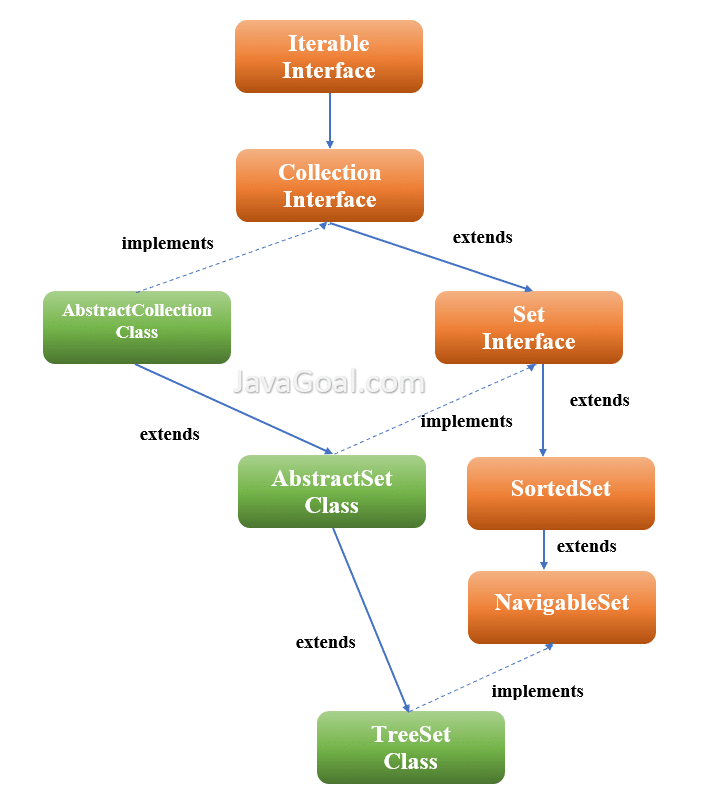 Iterable
Interface
Collection
Interface
implements
extends
AbstractCollection
Class
Set
Interface
JavaGoal.com
extends
implements
extends
AbstractSet
Class
SortedSet
extends
NavigableSet
extends
implements
TreeSet
Class